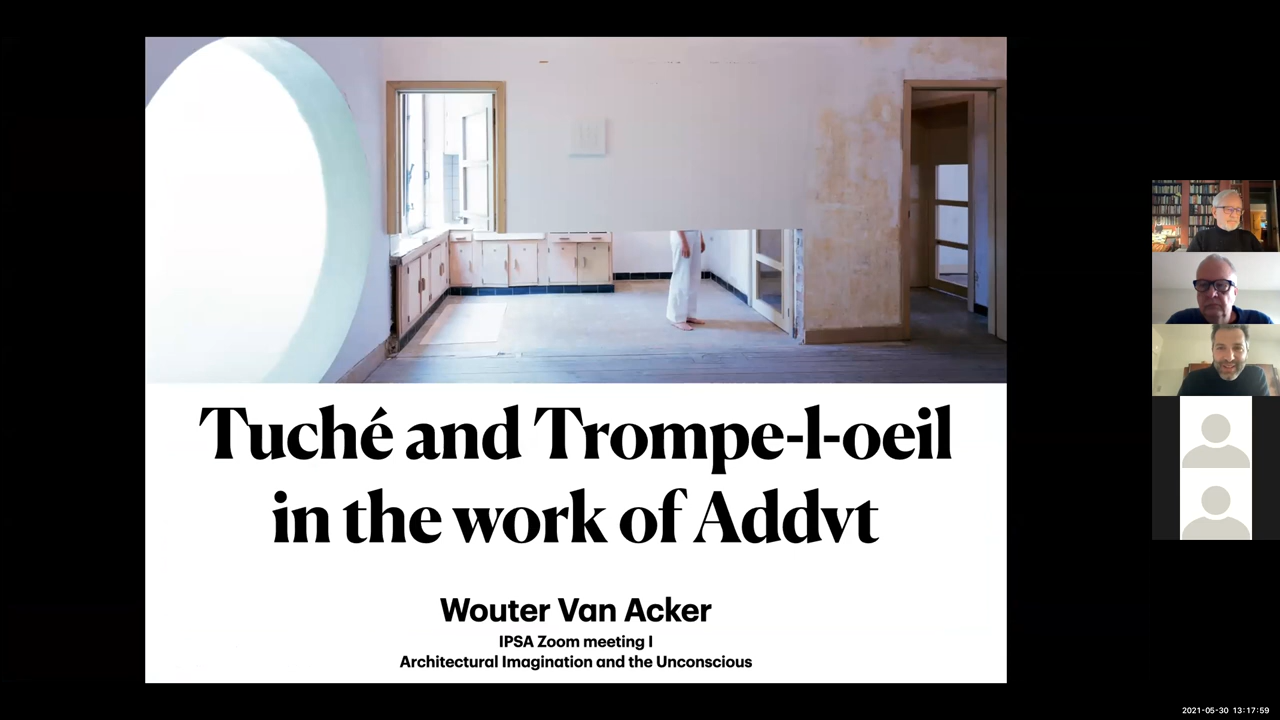 Tuché and Trompe-l-oeil
in the work of Addvt
Wouter Van Acker
IPSA Zoom meeting I
Architectural Imagination and the Unconscious
2021-05-30 13:17:59